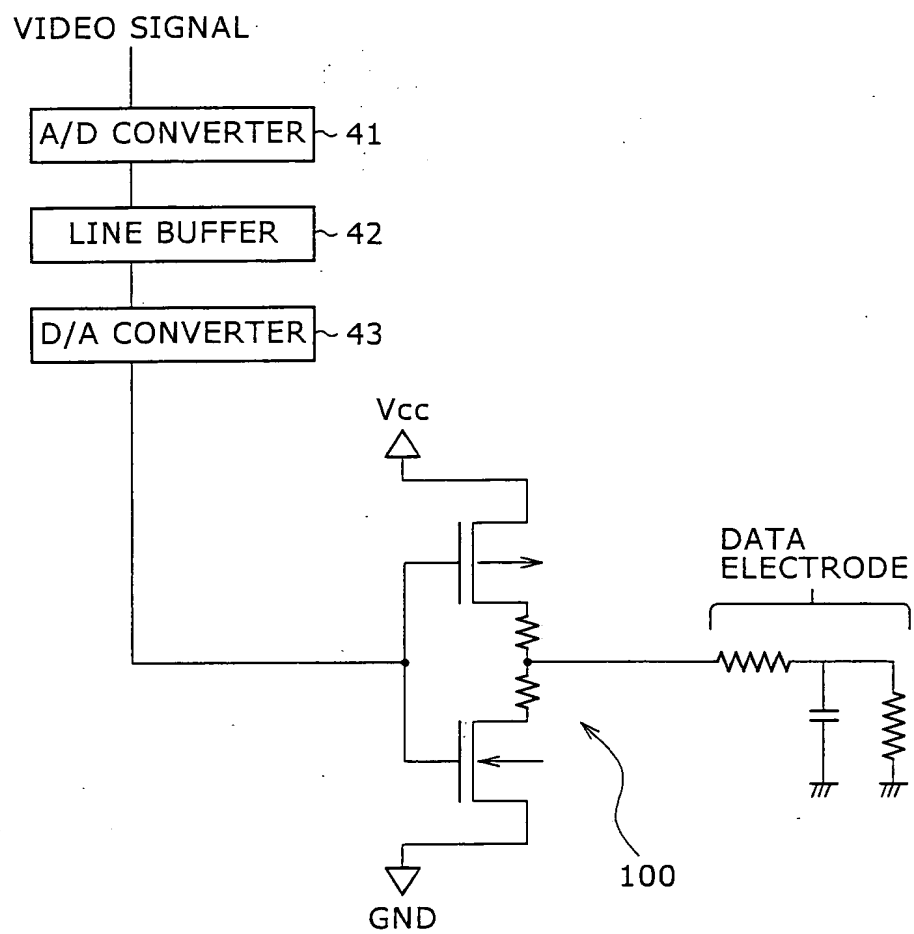 VIDEO SIGNAL
A/D CONVERTER 41
LINE BUFFER 42
D/A CONVERTER 43
Vcc
DATA
ELECTRODE
100
GND